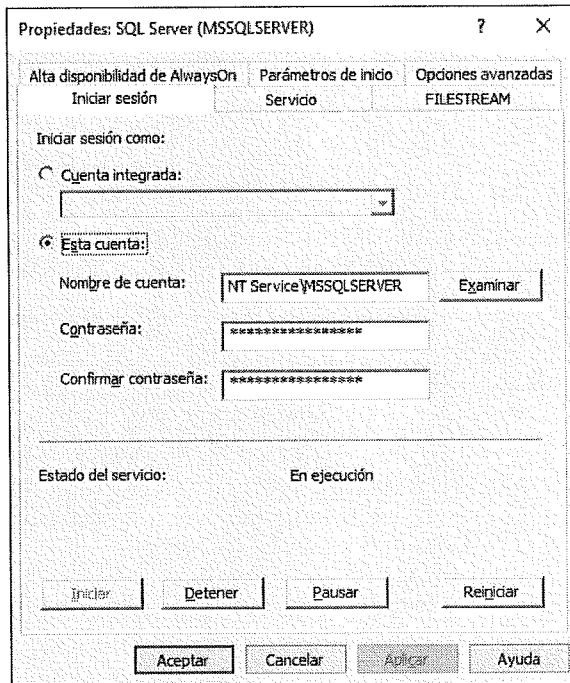 Propiedades: SQL Server (MSSQLSERVER) ? X
Alta disponibilidad de AlwaysOn Parámetros de inicio Opciones avanzadas
Iniciar sesión Servicio FILESTREAM
Iniciar sesión como:
Cuenta integrada:
Esta cuenta:
Nombre de cuenta: NT Service\MSSQLSERVER Examinar
Contraseña: ****************
Confirmar contraseña: ****************
Estado del servicio: En ejecución
Iniciar Detener Pausar Reiniciar
Aceptar Cancelar Aplicar Ayuda